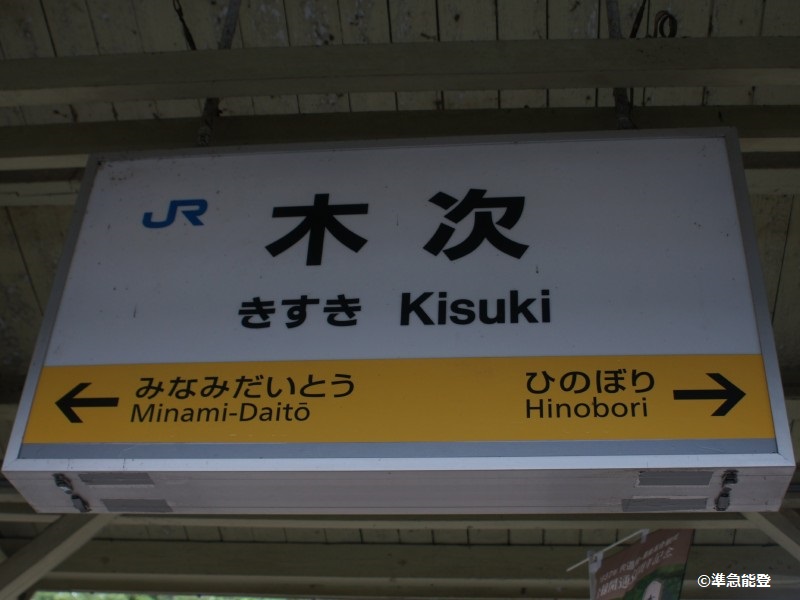 JR 木次
きすき Kisuki
← みなみだいとう ひのぼり →
Minami-Daitō Hinobori
©準急能登